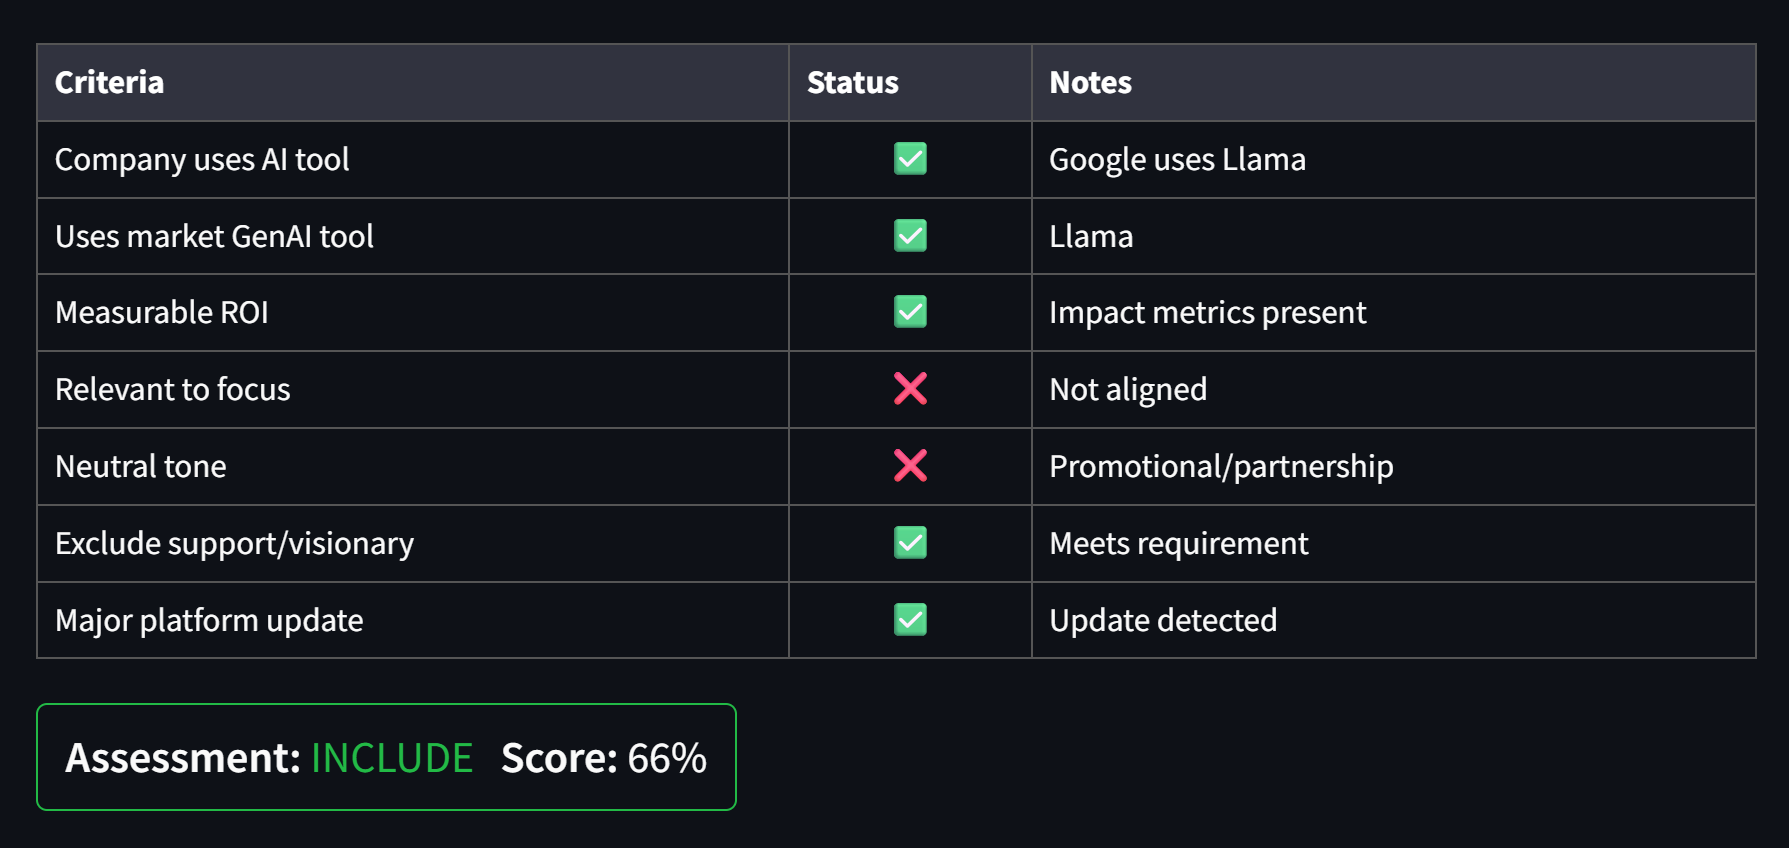 Criteria Status Notes
Company uses AI tool ✅ Google uses Llama
Uses market GenAI tool ✅ Llama
Measurable ROI ✅ Impact metrics present
Relevant to focus ❌ Not aligned
Neutral tone ❌ Promotional/partnership
Exclude support/visionary ✅ Meets requirement
Major platform update ✅ Update detected
Assessment: INCLUDE Score: 66%